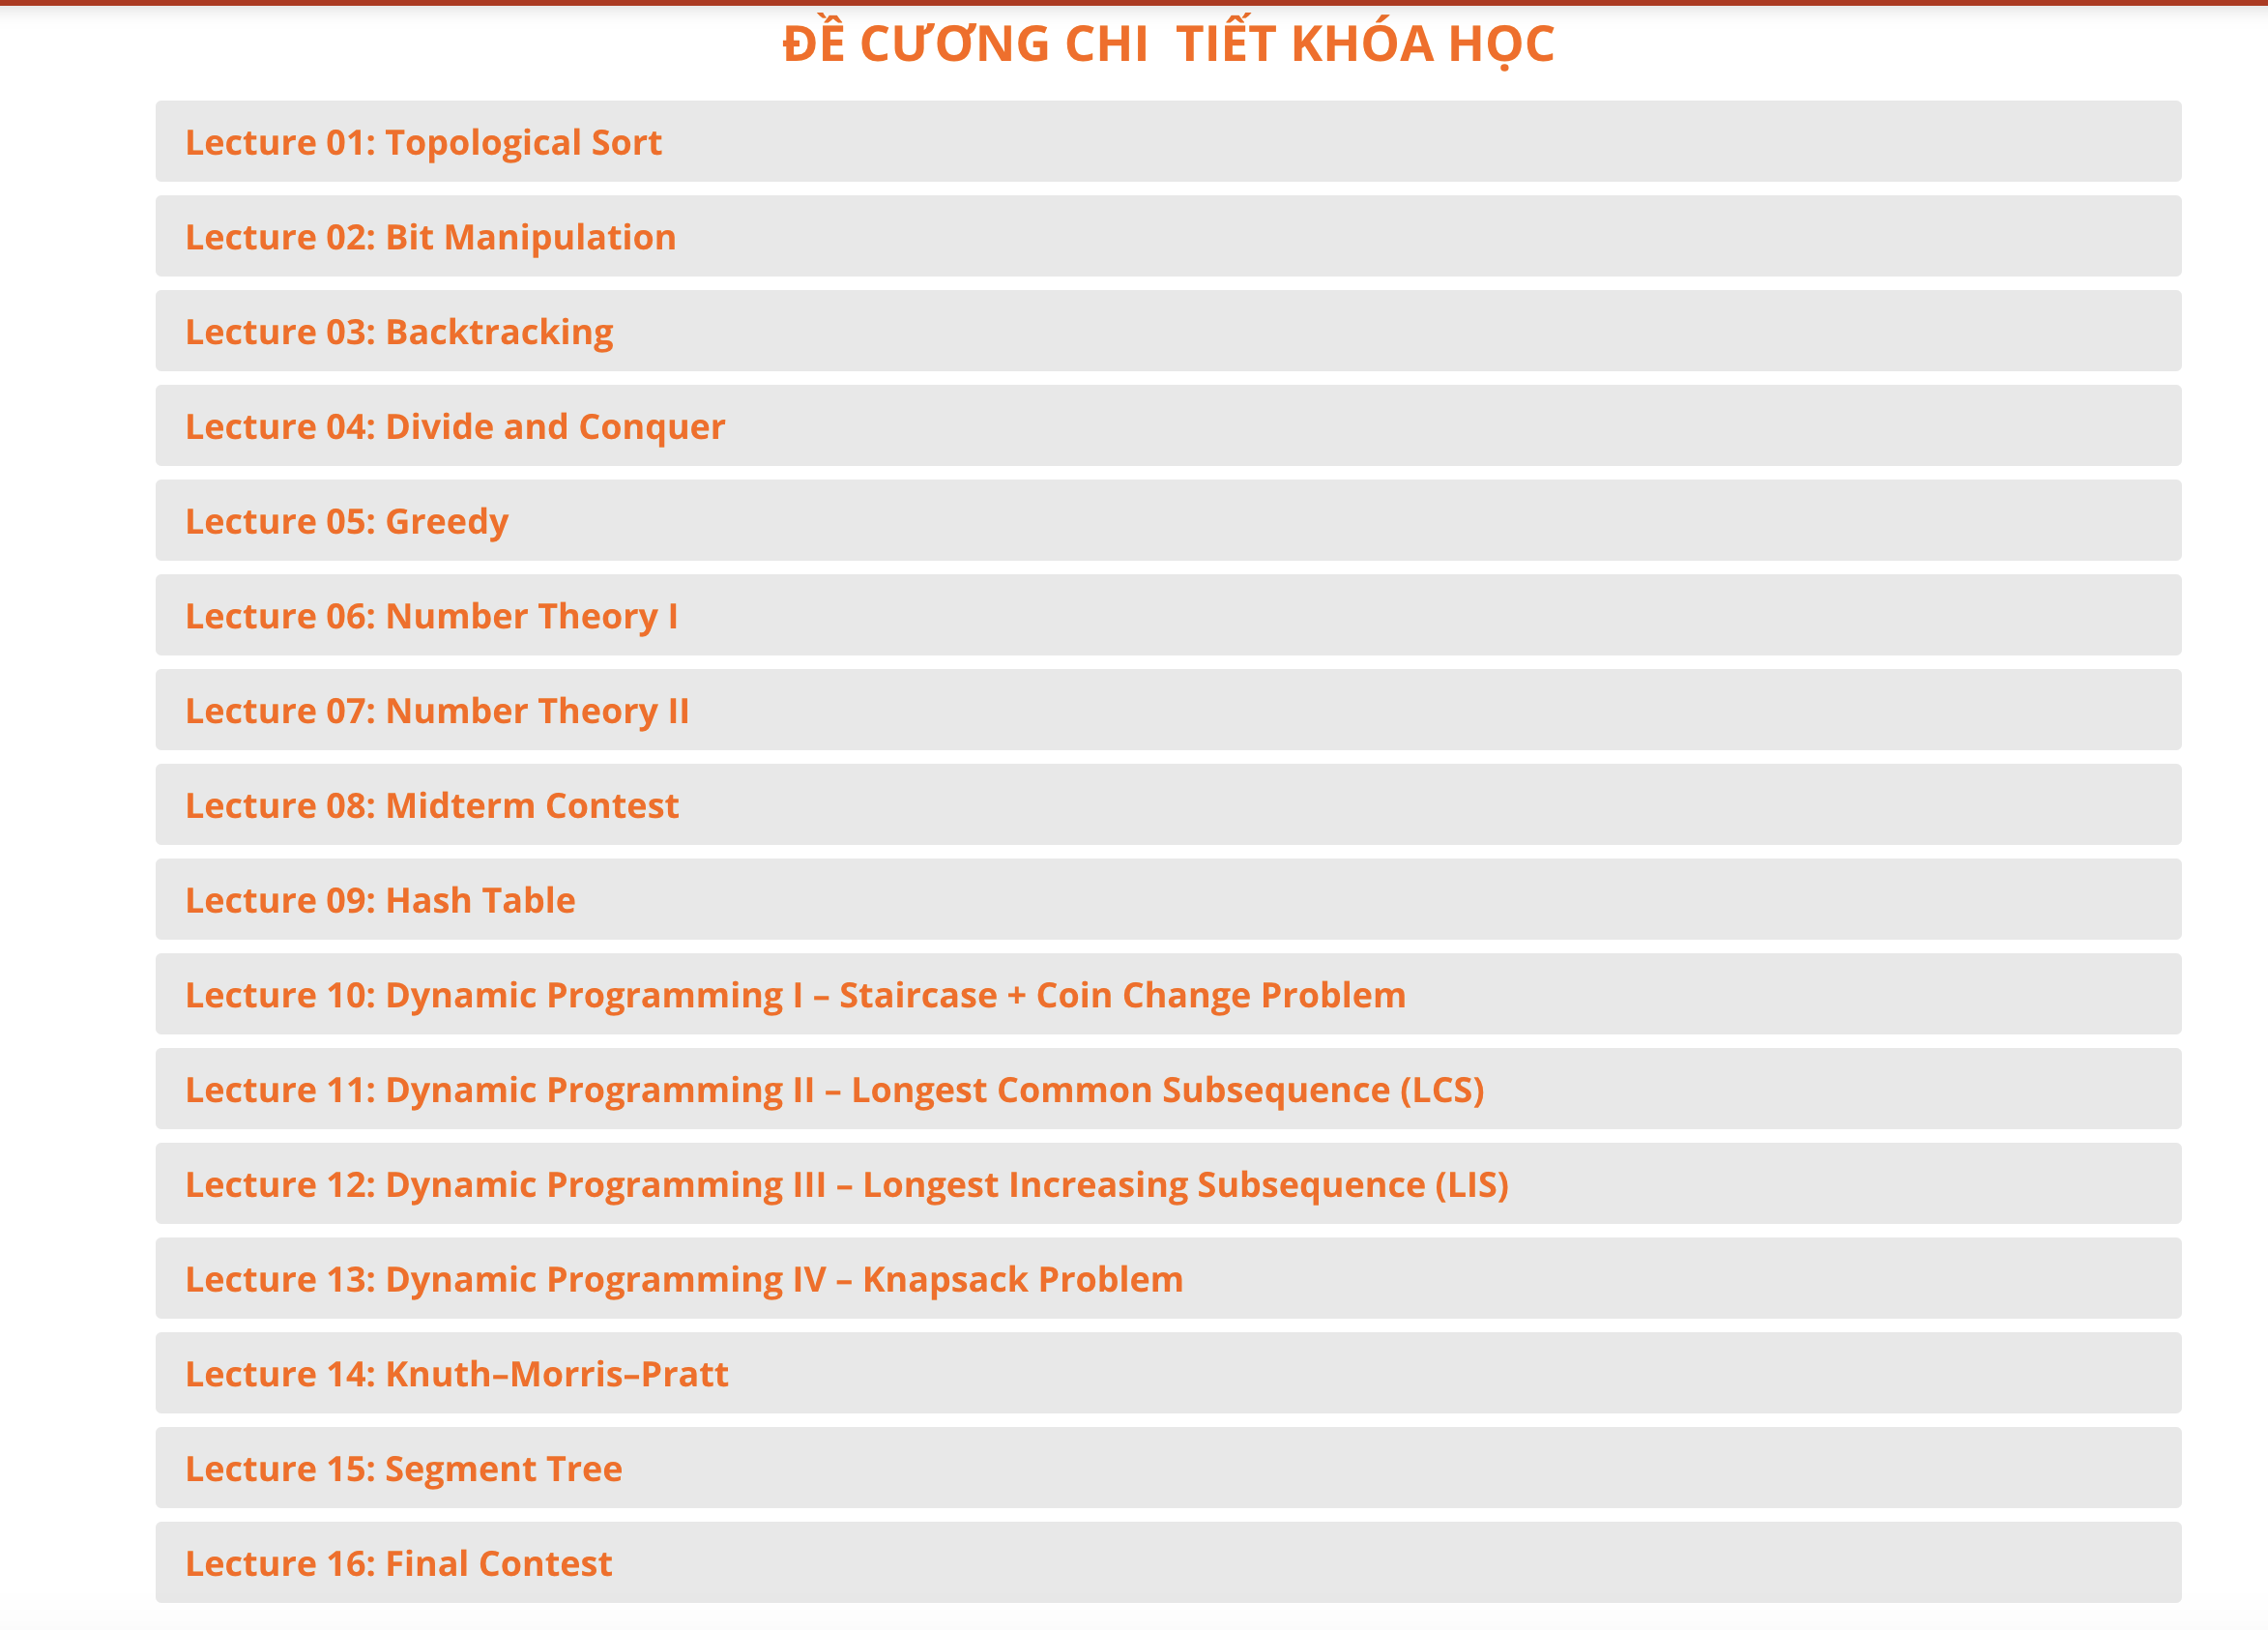 ĐỀ CƯƠNG CHI  TIẾT KHÓA HỌC
Lecture 01: Topological Sort
Lecture 02: Bit Manipulation
Lecture 03: Backtracking
Lecture 04: Divide and Conquer
Lecture 05: Greedy
Lecture 06: Number Theory I
Lecture 07: Number Theory II
Lecture 08: Midterm Contest
Lecture 09: Hash Table
Lecture 10: Dynamic Programming I – Staircase + Coin Change Problem
Lecture 11: Dynamic Programming II – Longest Common Subsequence (LCS)
Lecture 12: Dynamic Programming III – Longest Increasing Subsequence (LIS)
Lecture 13: Dynamic Programming IV – Knapsack Problem
Lecture 14: Knuth–Morris–Pratt
Lecture 15: Segment Tree
Lecture 16: Final Contest